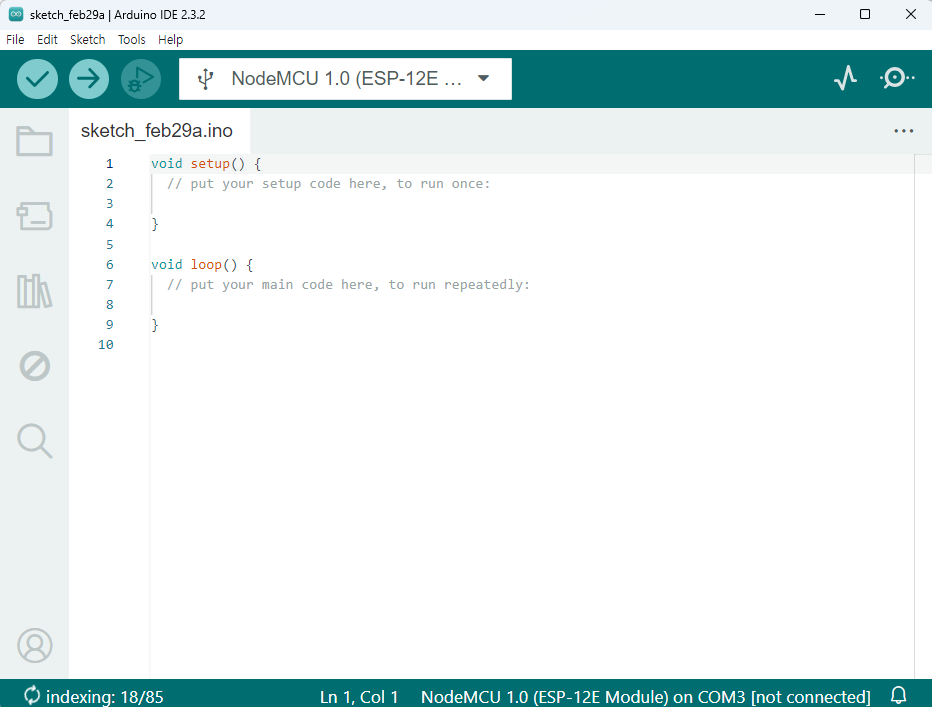 sketch_feb29a | Arduino IDE 2.3.2
File Edit Sketch Tools Help
NodeMCU 1.0 (ESP-12E ...
sketch_feb29a.ino
1 void setup() {
2 // put your setup code here, to run once:
3
4 }
5
6 void loop() {
7 // put your main code here, to run repeatedly:
8
9 }
10
indexing: 18/85 Ln 1, Col 1 NodeMCU 1.0 (ESP-12E Module) on COM3 [not connected]